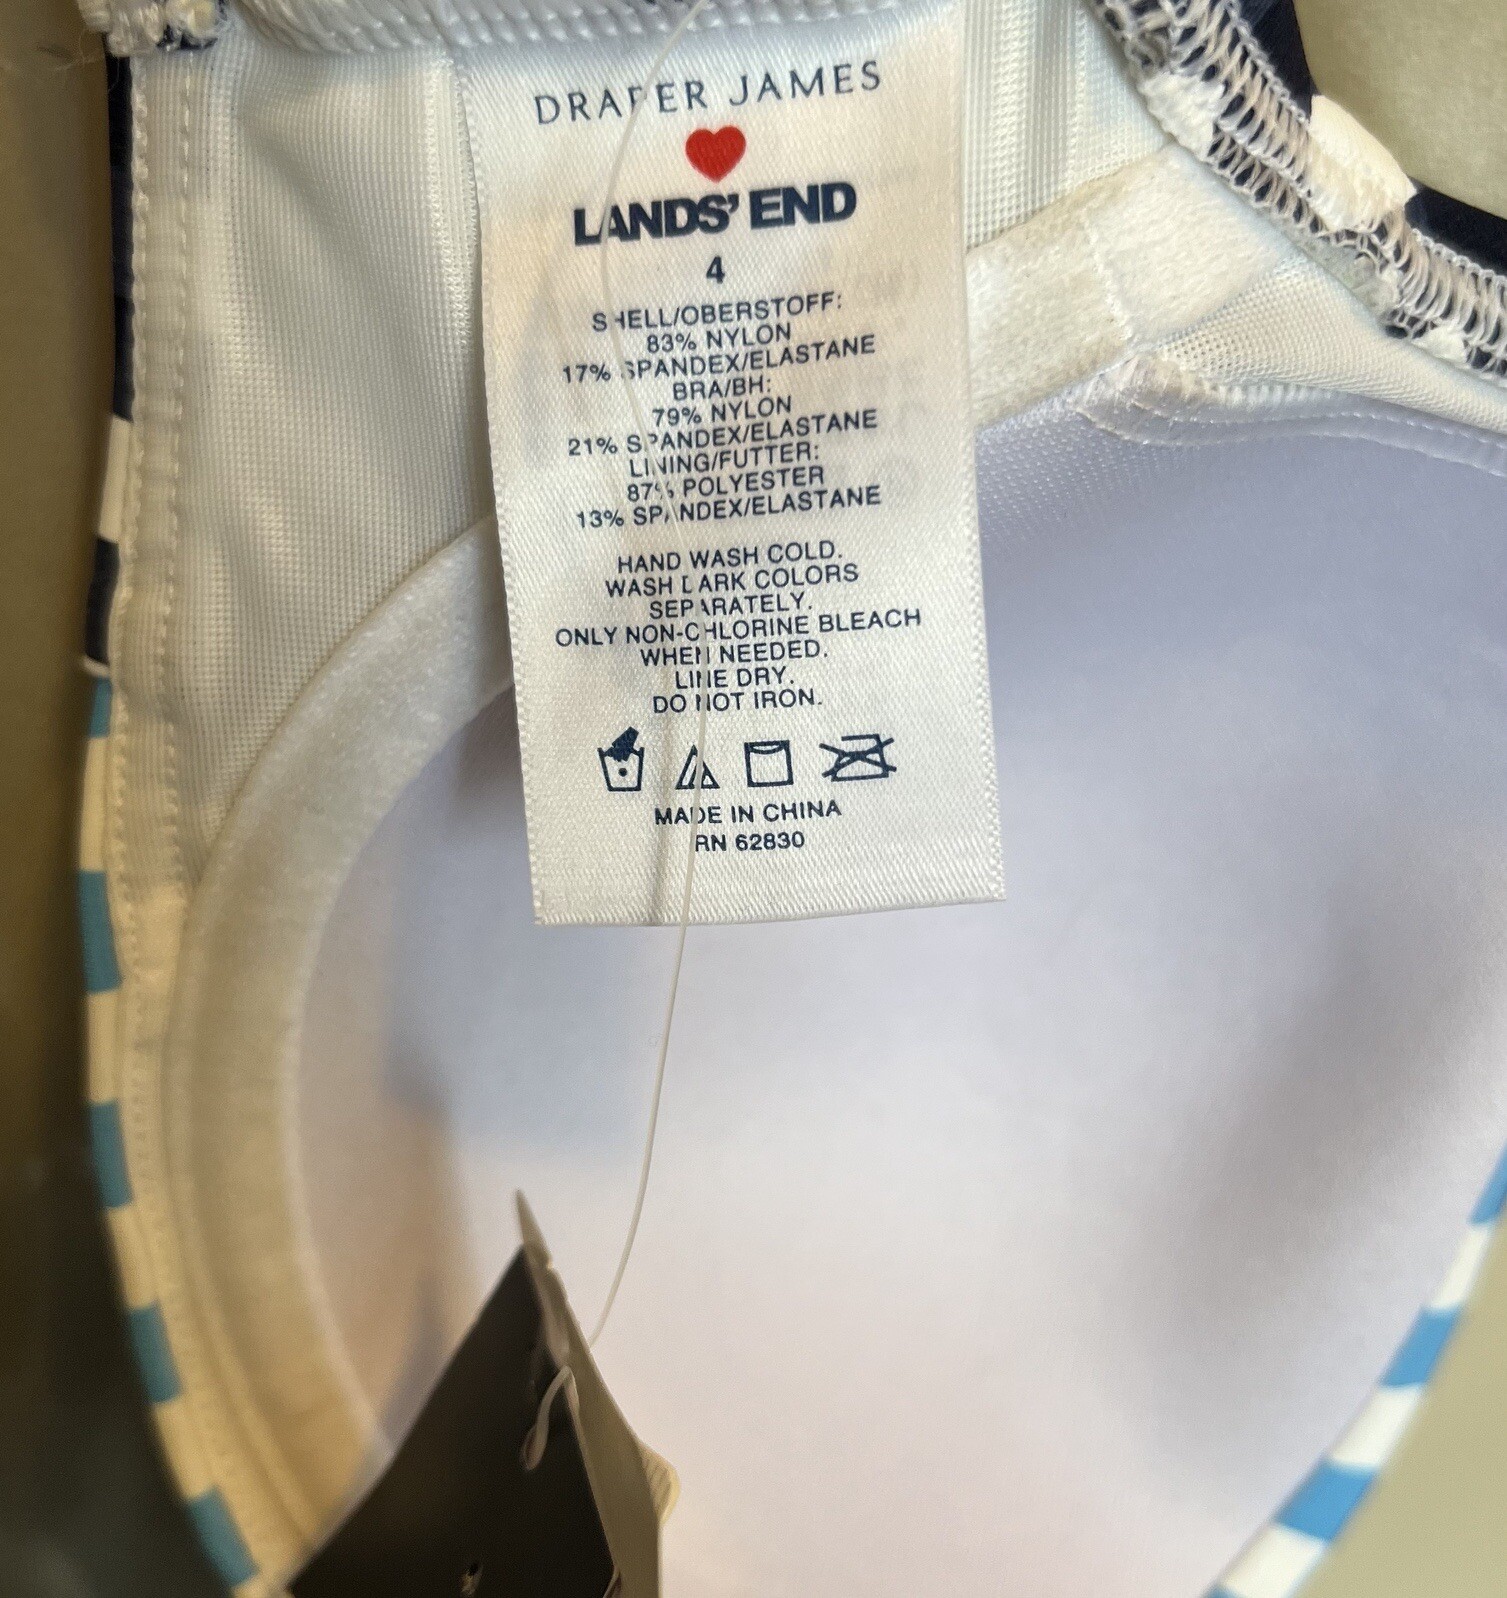 DRAPER JAMES
LANDS' END
4
SHELL/OBERSTOFF:
83% NYLON
17% SPANDEX/ELASTANE
BRA/BH:
79% NYLON
21% SPANDEX/ELASTANE
LINING/FUTTER:
87% POLYESTER
13% SPANDEX/ELASTANE
HAND WASH COLD.
WASH DARK COLORS
SEPARATELY.
ONLY NON-CHLORINE BLEACH
WHEN NEEDED.
LINE DRY.
DO NOT IRON.
MADE IN CHINA
RN 62830